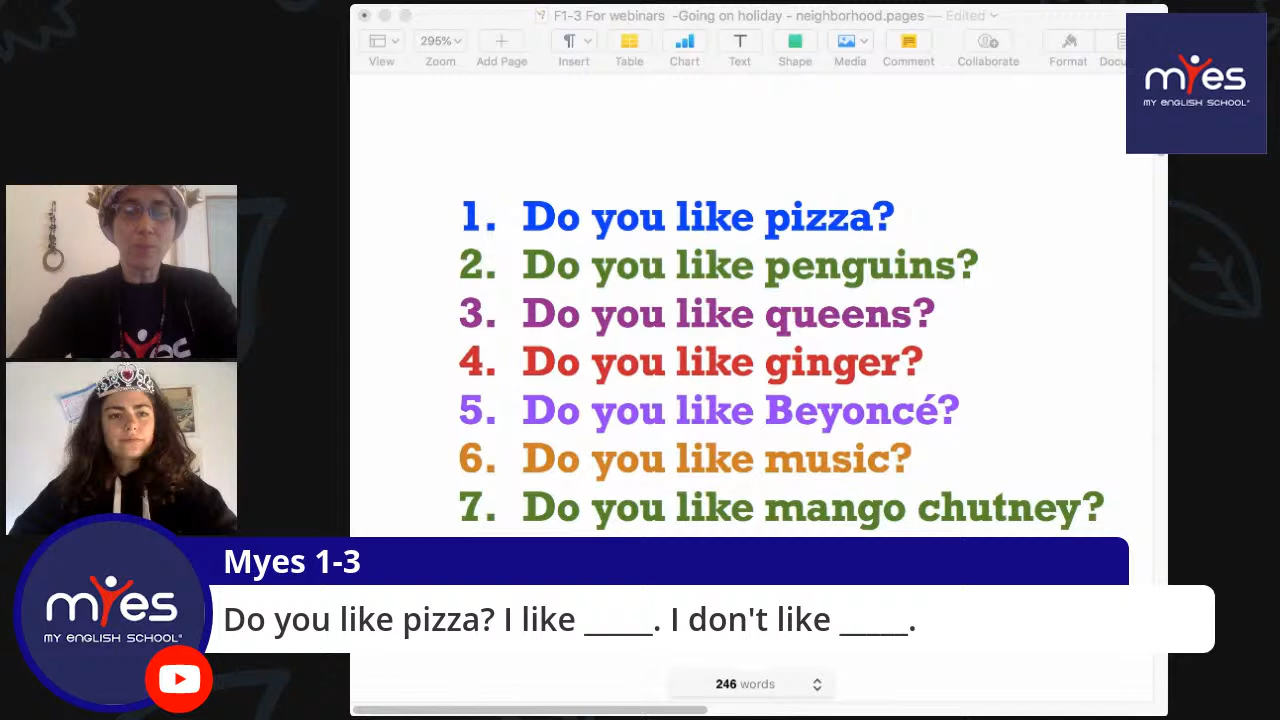 F1-3 For webinars -Going on holiday - neighborhood.pages — Edited
295%
View Zoom Add Page Insert Table Chart Text Shape Media Comment Collaborate Format
myes
MY ENGLISH SCHOOL
1. Do you like pizza?
2. Do you like penguins?
3. Do you like queens?
4. Do you like ginger?
5. Do you like Beyoncé?
6. Do you like music?
7. Do you like mango chutney?
myes
Myes 1-3
myes
MY ENGLISH SCHOOL
Do you like pizza? I like _____. I don't like _____.
246 words